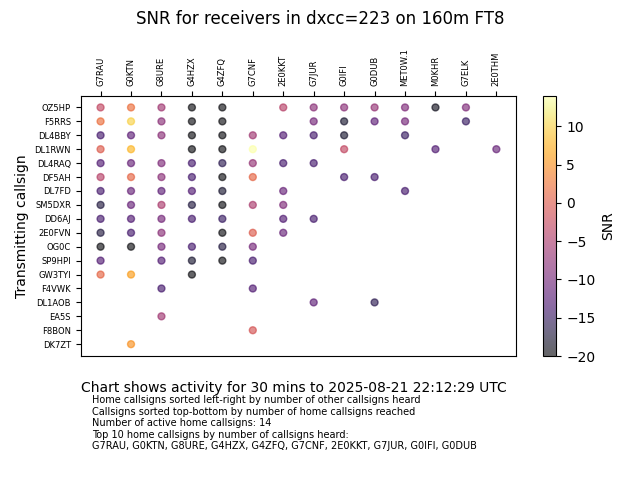 SNR for receivers in dxcc=223 on 160m FT8
G7RAU G0KTN G8URE G4HZX G4ZFQ G7CNF 2E0KKT G7JUR G0IFI G0DUB MET0W.1 M0KHR G7ELK 2E0THM
Transmitting callsign
OZ5HP
F5RRS
DL4BBY
DL1RWN
DL4RAQ
DF5AH
DL7FD
SM5DXR
DD6AJ
2E0FVN
OG0C
SP9HPI
GW3TYI
F4VWK
DL1AOB
EA5S
F8BON
DK7ZT
10
5
0
−5
−10
−15
−20
SNR
Chart shows activity for 30 mins to 2025-08-21 22:12:29 UTC
Home callsigns sorted left-right by number of other callsigns heard
Callsigns sorted top-bottom by number of home callsigns reached
Number of active home callsigns: 14
Top 10 home callsigns by number of callsigns heard:
G7RAU, G0KTN, G8URE, G4HZX, G4ZFQ, G7CNF, 2E0KKT, G7JUR, G0IFI, G0DUB